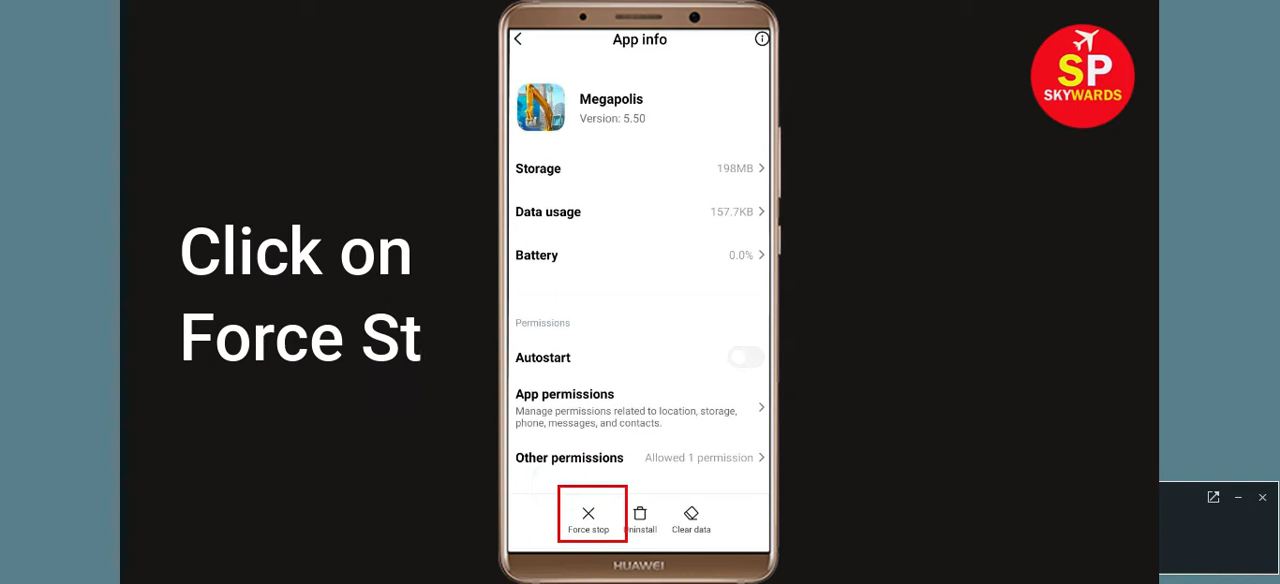 App info
SP
SKYWARDS
Megapolis
Version: 5.50
Storage 198MB
Data usage 157.7KB
Battery 0.0%
Click on
Force St
Permissions
Autostart
App permissions
Manage permissions related to location, storage,
phone, messages, and contacts.
Other permissions Allowed 1 permission
Force stop Uninstall Clear data
HUAWEI